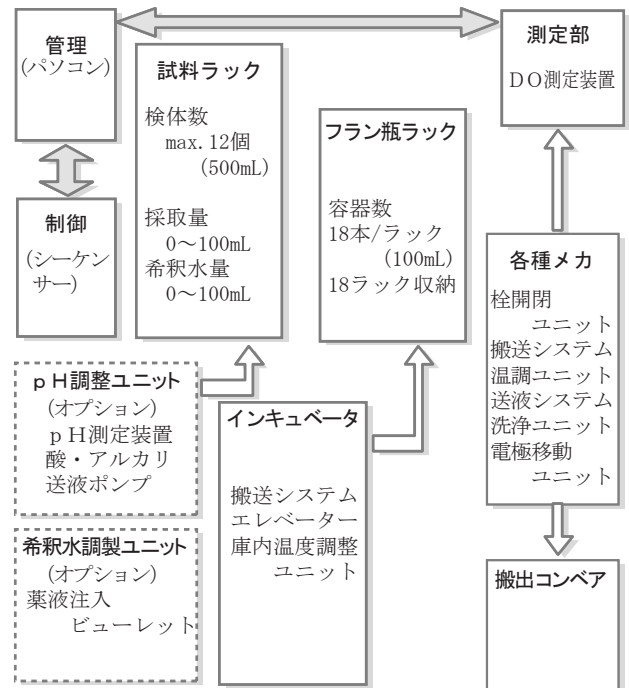 管理
(パソコン)
制御
(シーケン
サー)
試料ラック
検体数
max.12個
(500mL)
採取量
0～100mL
希釈水量
0～100mL
フラン瓶ラック
容器数
18本/ラック
(100mL)
18ラック収納
測定部
ＤＯ測定装置
各種メカ
栓開閉
ユニット
搬送システム
温調ユニット
送液システム
洗浄ユニット
電極移動
ユニット
ｐＨ調整ユニット
(オプション)
ｐＨ測定装置
酸・アルカリ
送液ポンプ
インキュベータ
搬送システム
エレベーター
庫内温度調整
ユニット
希釈水調製ユニット
(オプション)
薬液注入
ビューレット
搬出コンベア